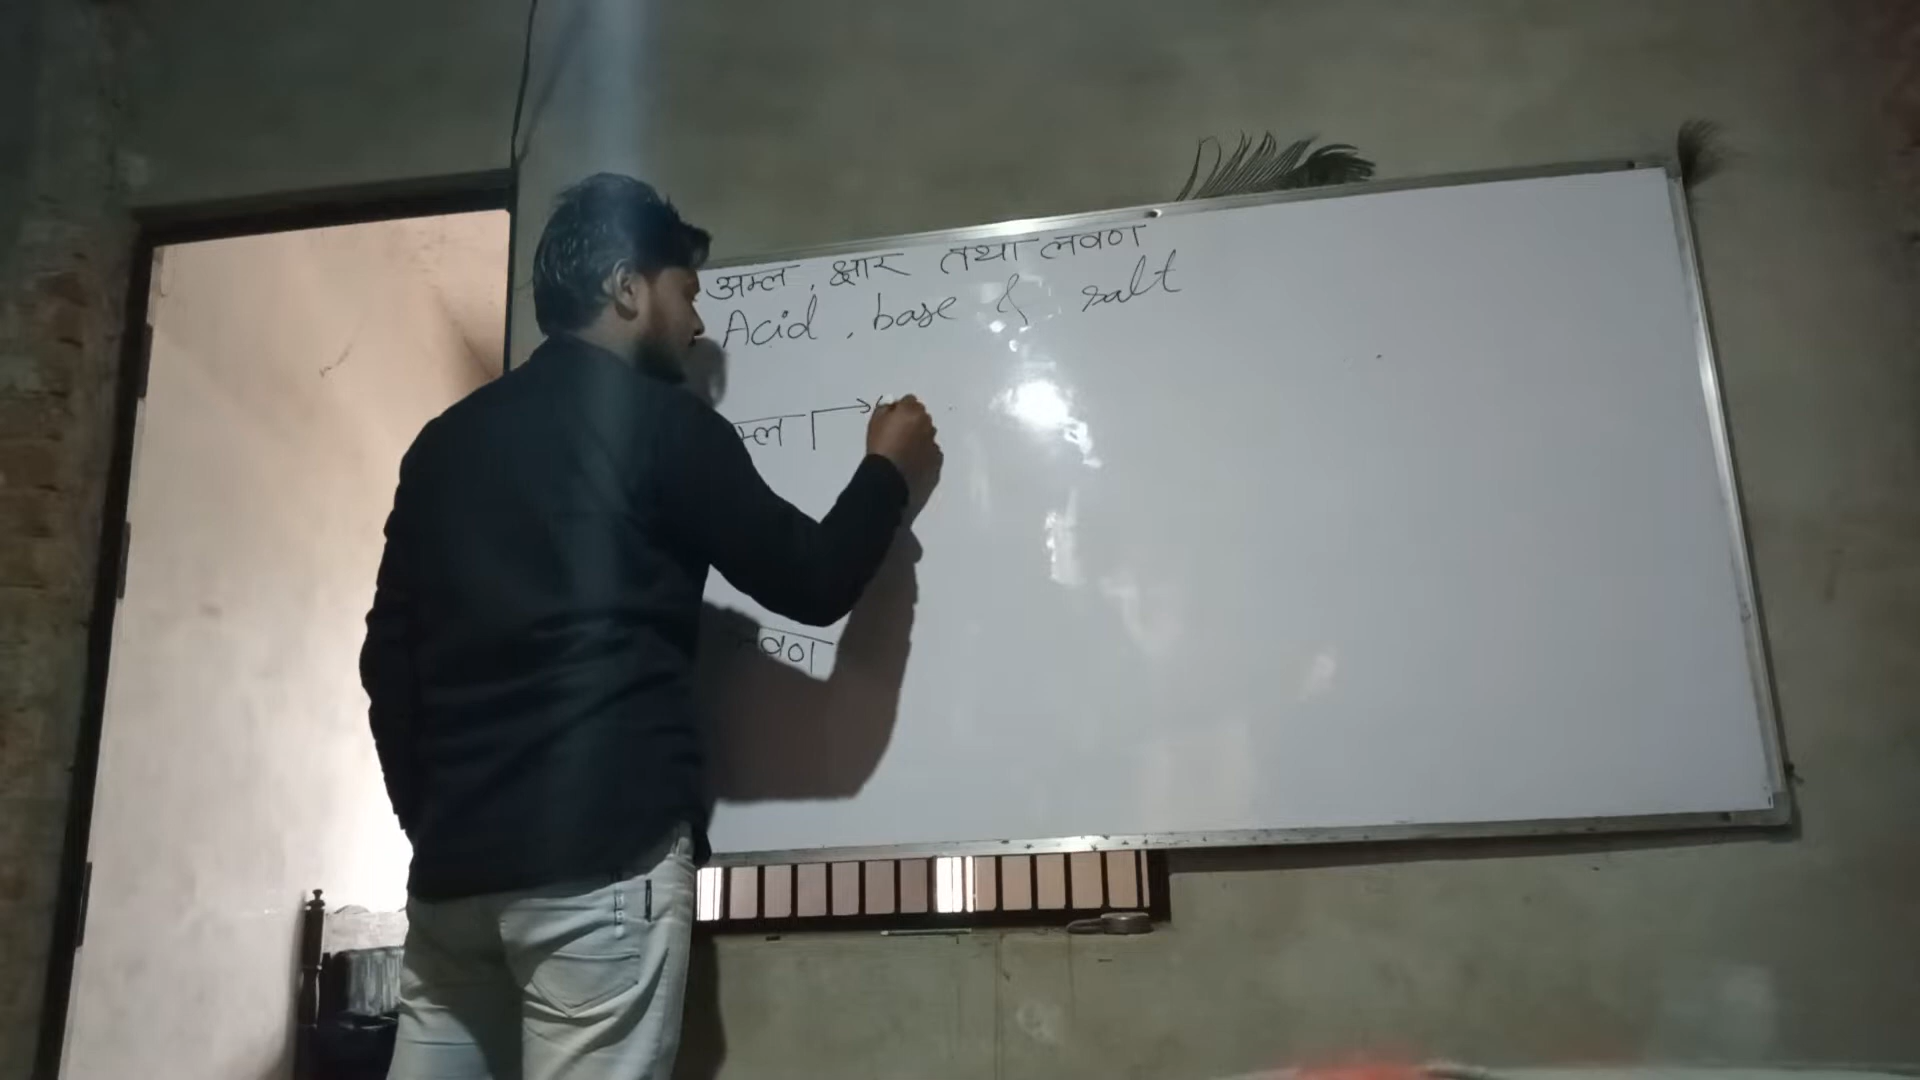 अम्ल, क्षार तथा लवण
Acid, base & salt